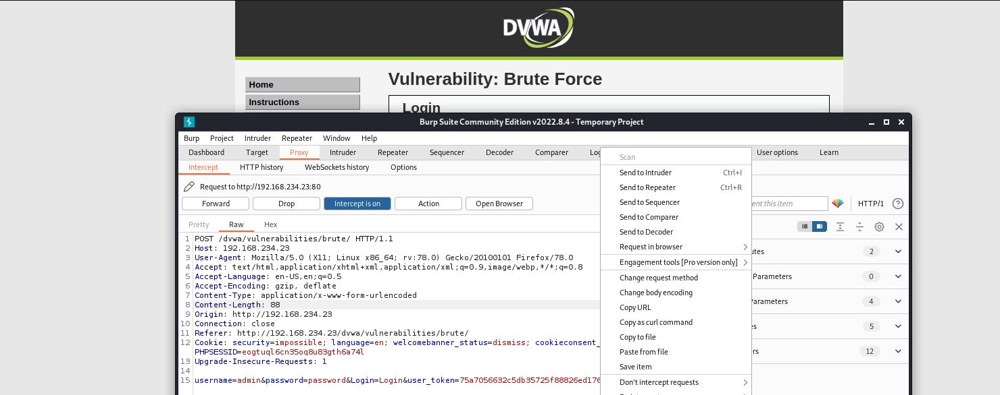 DVWA
Vulnerability: Brute Force
Home
Instructions
Login
Burp Suite Community Edition v2022.8.4 - Temporary Project
Burp Project Intruder Repeater Window Help
Dashboard Target Proxy Intruder Repeater Sequencer Decoder Comparer Log User options Learn
Intercept HTTP history WebSockets history Options
Request to http://192.168.234.23:80
Forward Drop Intercept is on Action Open Browser ent this item HTTP/1 ?
Pretty Raw Hex
1 POST /dvwa/vulnerabilities/brute/ HTTP/1.1
2 Host: 192.168.234.23
3 User-Agent: Mozilla/5.0 (X11; Linux x86_64; rv:78.0) Gecko/20100101 Firefox/78.0
4 Accept: text/html,application/xhtml+xml,application/xml;q=0.9,image/webp,*/*;q=0.8
5 Accept-Language: en-US,en;q=0.5
6 Accept-Encoding: gzip, deflate
7 Content-Type: application/x-www-form-urlencoded
8 Content-Length: 88
9 Origin: http://192.168.234.23
10 Connection: close
11 Referer: http://192.168.234.23/dvwa/vulnerabilities/brute/
12 Cookie: security=impossible; language=en; welcomebanner_status=dismiss; cookieconsent_
PHPSESSID=eogtuql6cn35oq8u83gth6a74l
13 Upgrade-Insecure-Requests: 1
14
15 username=admin&password=password&Login=Login&user_token=75a7056632c5db35725f88826ed176
Scan
Send to Intruder Ctrl+I
Send to Repeater Ctrl+R
Send to Sequencer
Send to Comparer
Send to Decoder
Request in browser
Engagement tools [Pro version only]
Change request method
Change body encoding
Copy URL
Copy as curl command
Copy to file
Paste from file
Save item
Don't intercept requests
utes 2
Parameters 0
arameters 4
es 5
rs 12